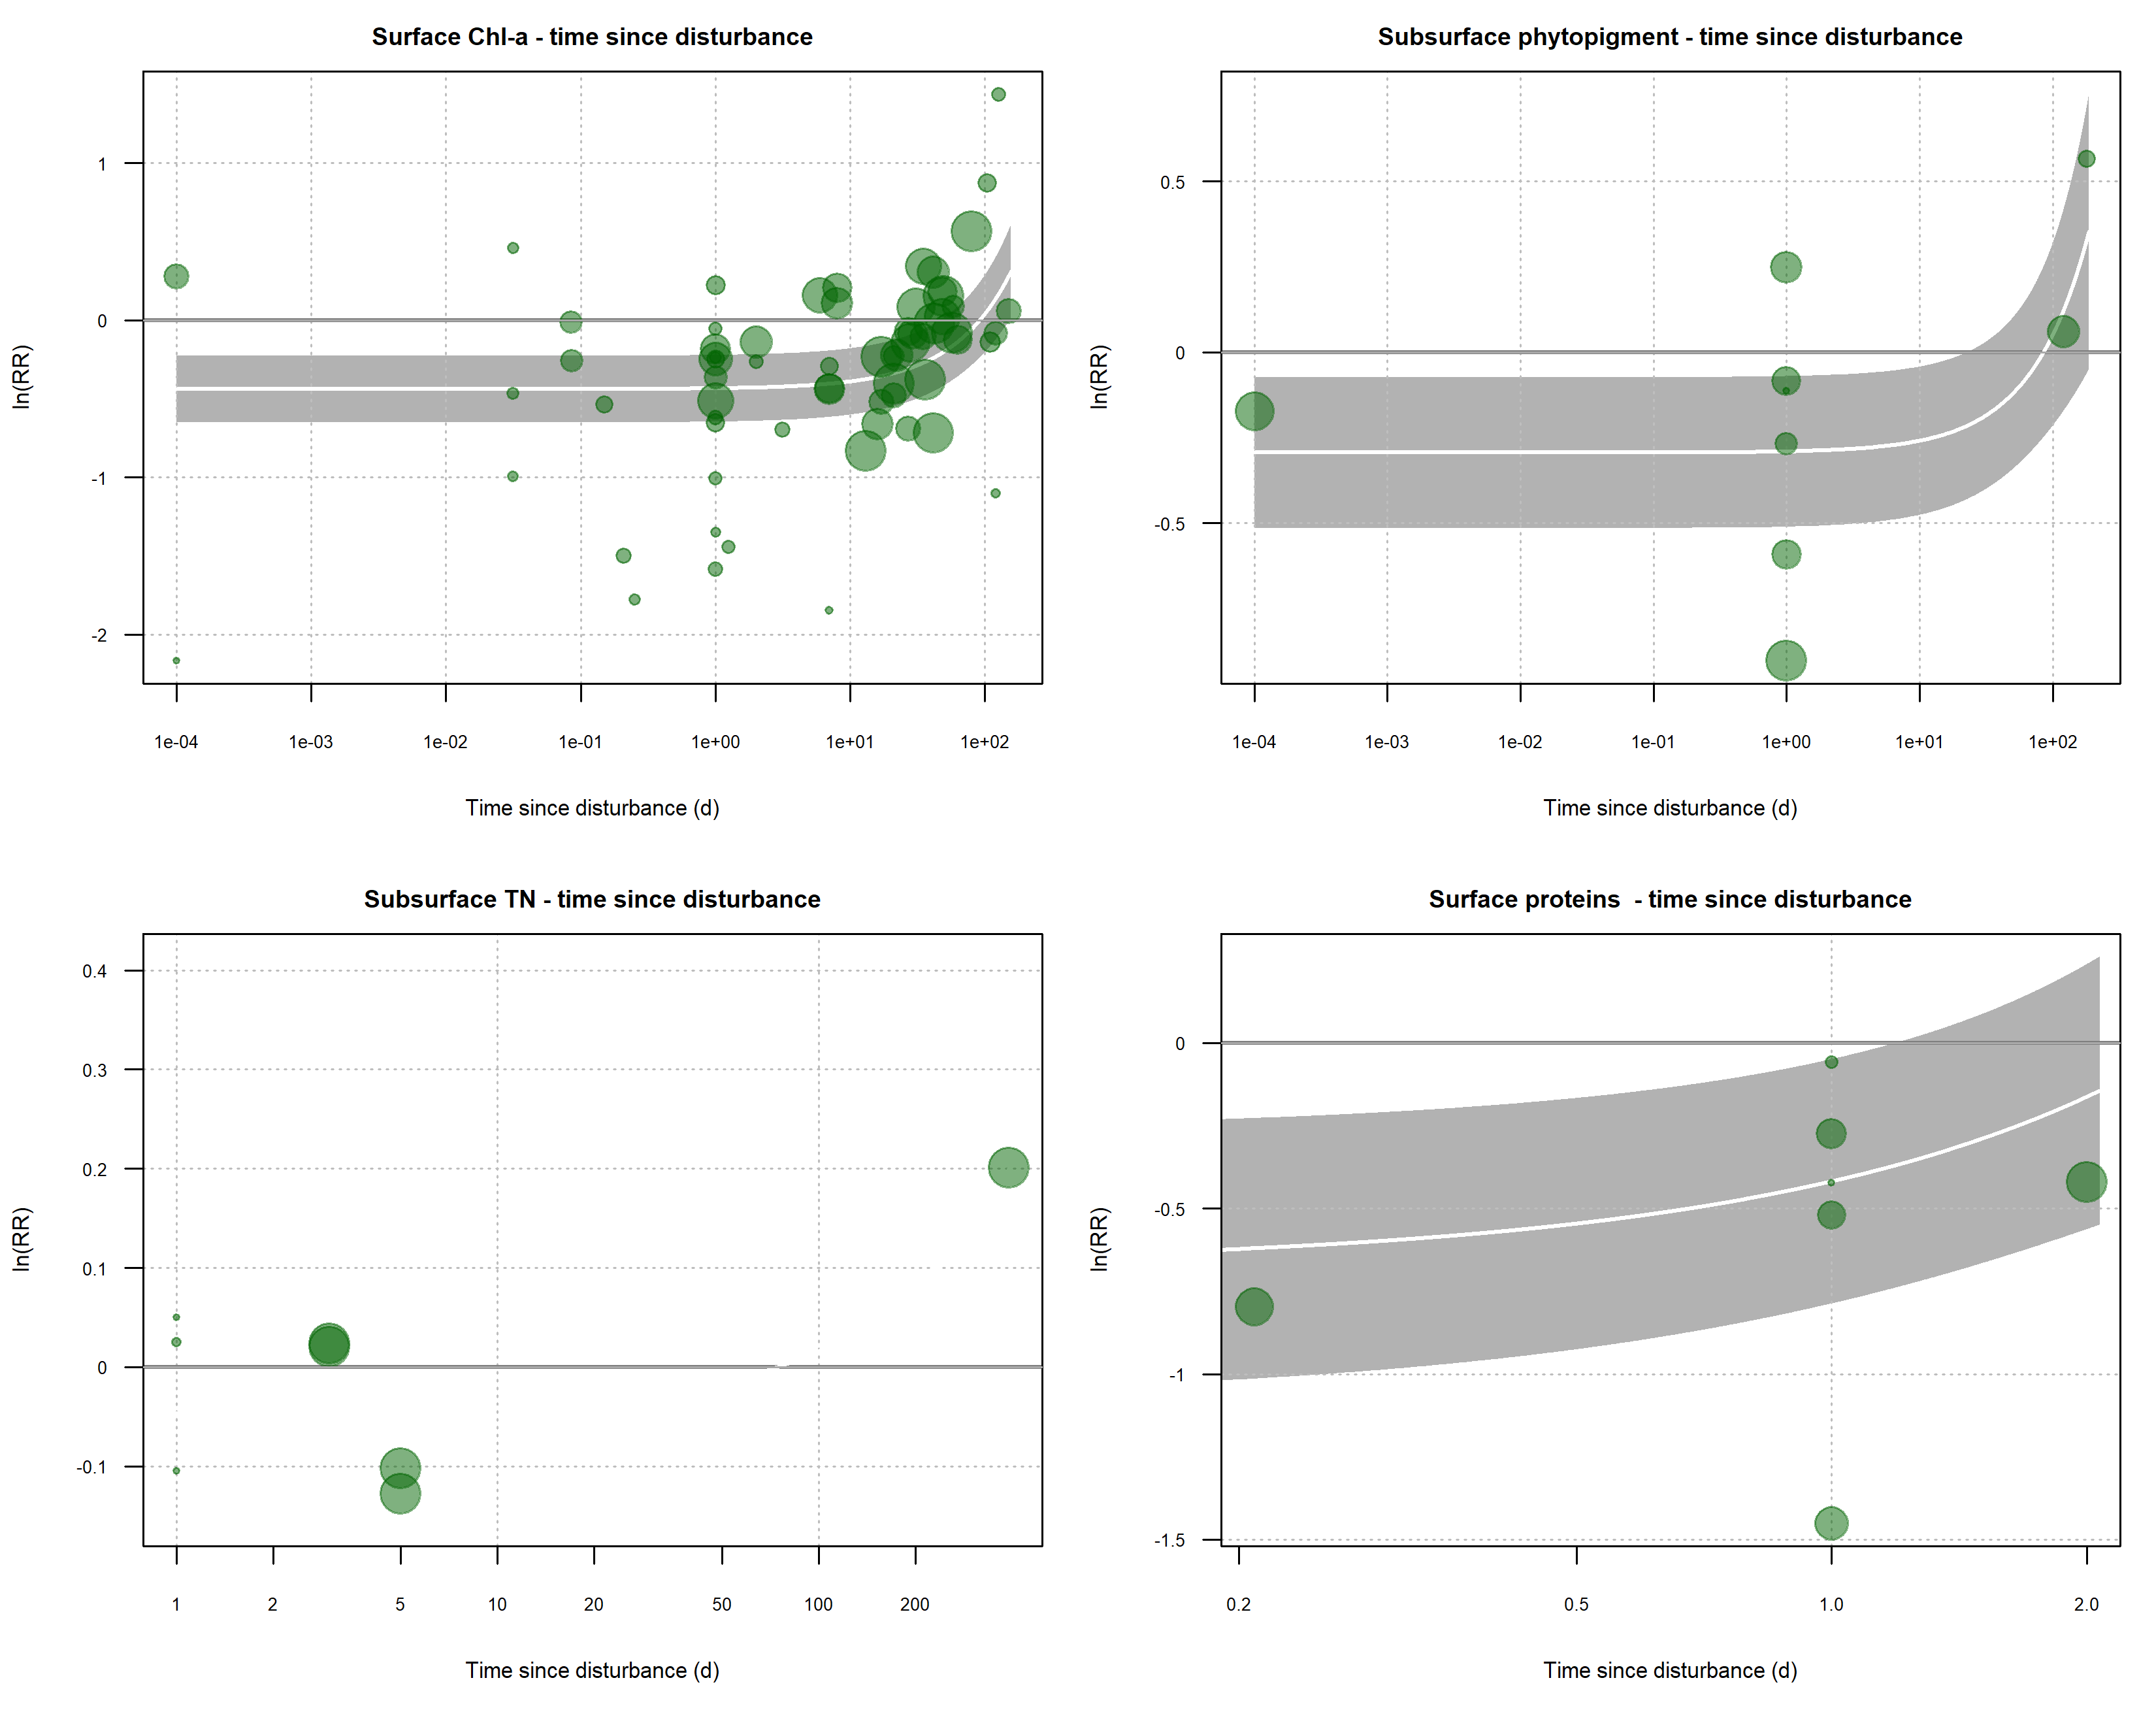 Surface Chl-a - time since disturbance
ln(RR)
1
0
-1
-2
1e-04 1e-03 1e-02 1e-01 1e+00 1e+01 1e+02
Time since disturbance (d)
Subsurface phytopigment - time since disturbance
ln(RR)
0.5
0
-0.5
1e-04 1e-03 1e-02 1e-01 1e+00 1e+01 1e+02
Time since disturbance (d)
Subsurface TN - time since disturbance
ln(RR)
0.4
0.3
0.2
0.1
0
-0.1
1 2 5 10 20 50 100 200
Time since disturbance (d)
Surface proteins  - time since disturbance
ln(RR)
0
-0.5
-1
-1.5
0.2 0.5 1.0 2.0
Time since disturbance (d)